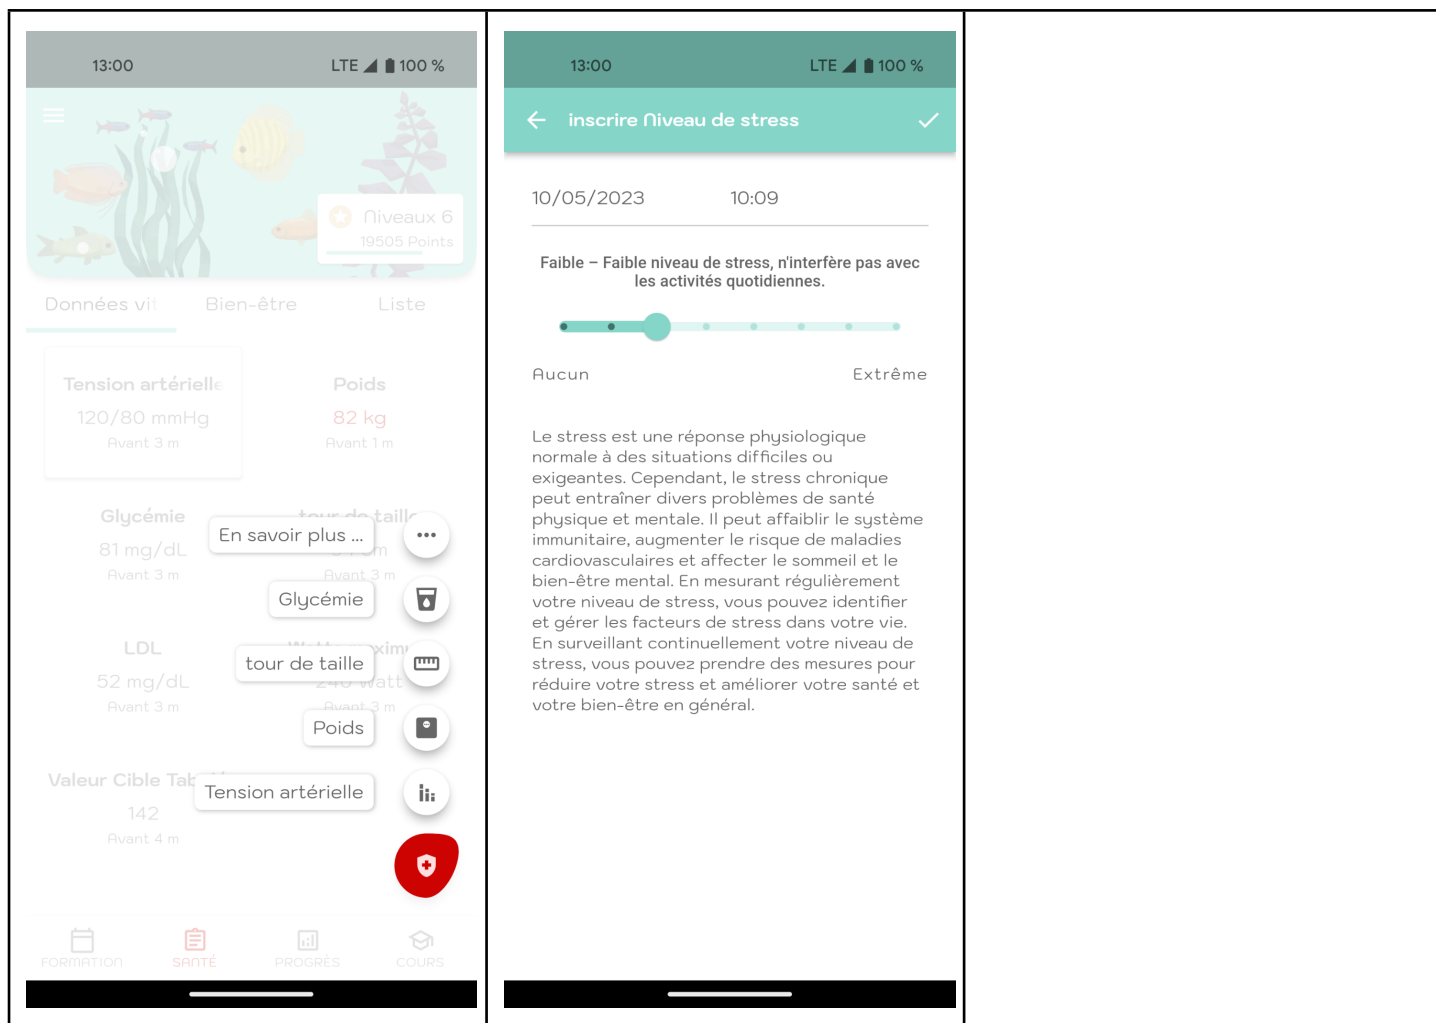 13:00
LTE 100 %
Niveaux 6
19505 Points
Données vit
Bien-être
Liste
Tension artérielle
120/80 mmHg
Avant 3 m
Poids
82 kg
Avant 1 m
Glycémie
81 mg/dL
Avant 3 m
tour de taille
cm
Avant 3 m
LDL
52 mg/dL
Avant 3 m
240 Watt
Avant 3 m
Valeur Cible
142
Avant 4 m
En savoir plus ...
Glycémie
tour de taille
Poids
Tension artérielle
FORMATION
SANTÉ
PROGRÈS
COURS
13:00
LTE 100 %
inscrire Niveau de stress
10/05/2023 10:09
Faible – Faible niveau de stress, n'interfère pas avec
les activités quotidiennes.
Aucun
Extrême
Le stress est une réponse physiologique
normale à des situations difficiles ou
exigeantes. Cependant, le stress chronique
peut entraîner divers problèmes de santé
physique et mentale. Il peut affaiblir le système
immunitaire, augmenter le risque de maladies
cardiovasculaires et affecter le sommeil et le
bien-être mental. En mesurant régulièrement
votre niveau de stress, vous pouvez identifier
et gérer les facteurs de stress dans votre vie.
En surveillant continuellement votre niveau de
stress, vous pouvez prendre des mesures pour
réduire votre stress et améliorer votre santé et
votre bien-être en général.